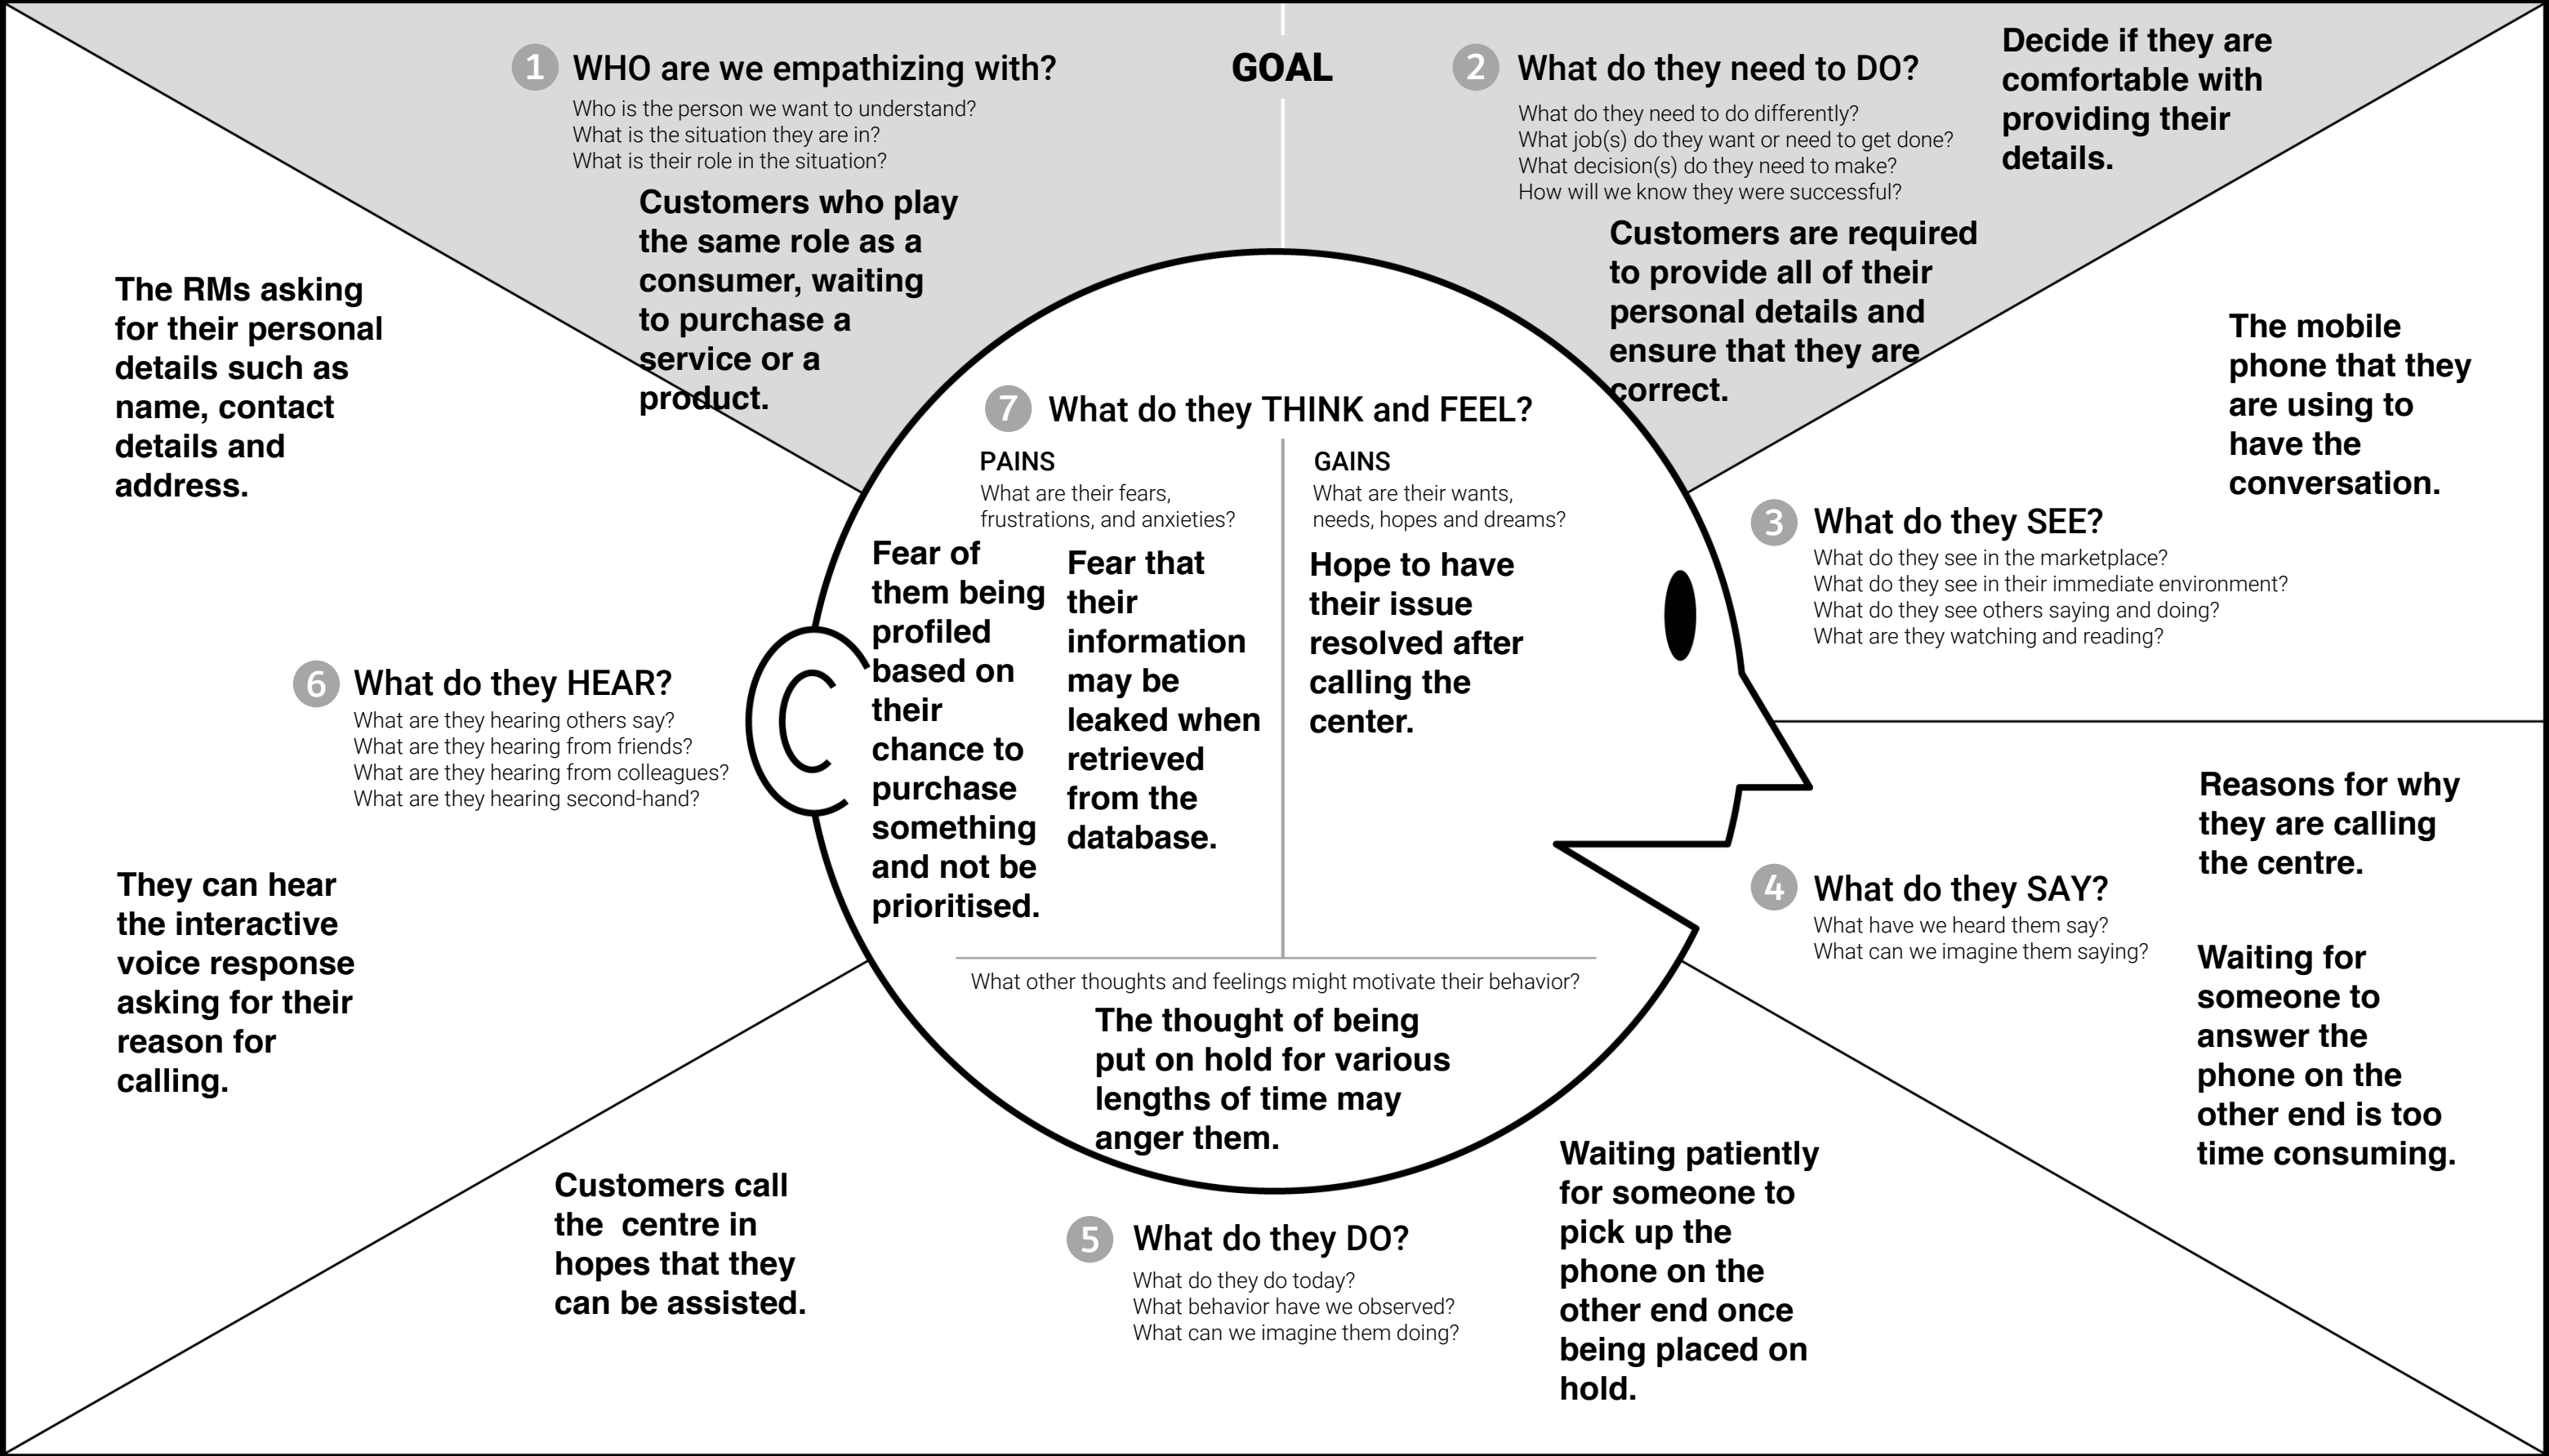 1 WHO are we empathizing with?
Who is the person we want to understand?
What is the situation they are in?
What is their role in the situation?
Customers who play
the same role as a
consumer, waiting
to purchase a
service or a
product.
GOAL
2 What do they need to DO?
What do they need to do differently?
What job(s) do they want or need to get done?
What decision(s) do they need to make?
How will we know they were successful?
Decide if they are
comfortable with
providing their
details.
Customers are required
to provide all of their
personal details and
ensure that they are
correct.
The mobile
phone that they
are using to
have the
conversation.
3 What do they SEE?
What do they see in the marketplace?
What do they see in their immediate environment?
What do they see others saying and doing?
What are they watching and reading?
4 What do they SAY?
What have we heard them say?
What can we imagine them saying?
Reasons for why
they are calling
the centre.
Waiting for
someone to
answer the
phone on the
other end is too
time consuming.
5 What do they DO?
What do they do today?
What behavior have we observed?
What can we imagine them doing?
Customers call
the  centre in
hopes that they
can be assisted.
Waiting patiently
for someone to
pick up the
phone on the
other end once
being placed on
hold.
The RMs asking
for their personal
details such as
name, contact
details and
address.
6 What do they HEAR?
What are they hearing others say?
What are they hearing from friends?
What are they hearing from colleagues?
What are they hearing second-hand?
They can hear
the interactive
voice response
asking for their
reason for
calling.
7 What do they THINK and FEEL?
PAINS
What are their fears,
frustrations, and anxieties?
Fear of
them being
profiled
based on
their
chance to
purchase
something
and not be
prioritised.
Fear that
their
information
may be
leaked when
retrieved
from the
database.
GAINS
What are their wants,
needs, hopes and dreams?
Hope to have
their issue
resolved after
calling the
center.
What other thoughts and feelings might motivate their behavior?
The thought of being
put on hold for various
lengths of time may
anger them.